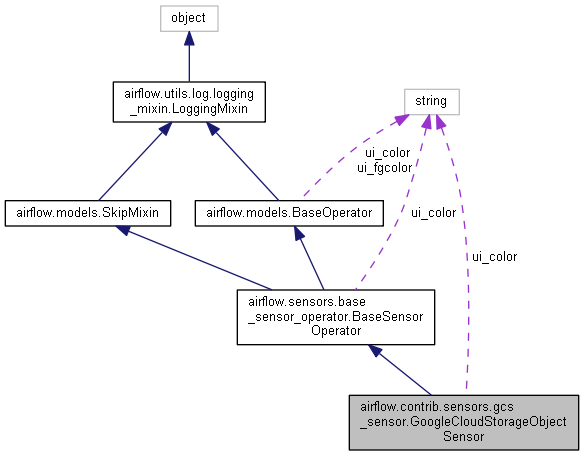 object
airflow.utils.log.logging
_mixin.LoggingMixin
string
ui_color
ui_fgcolor
airflow.models.SkipMixin
airflow.models.BaseOperator
ui_color
ui_color
airflow.sensors.base
_sensor_operator.BaseSensor
Operator
airflow.contrib.sensors.gcs
_sensor.GoogleCloudStorageObject
Sensor